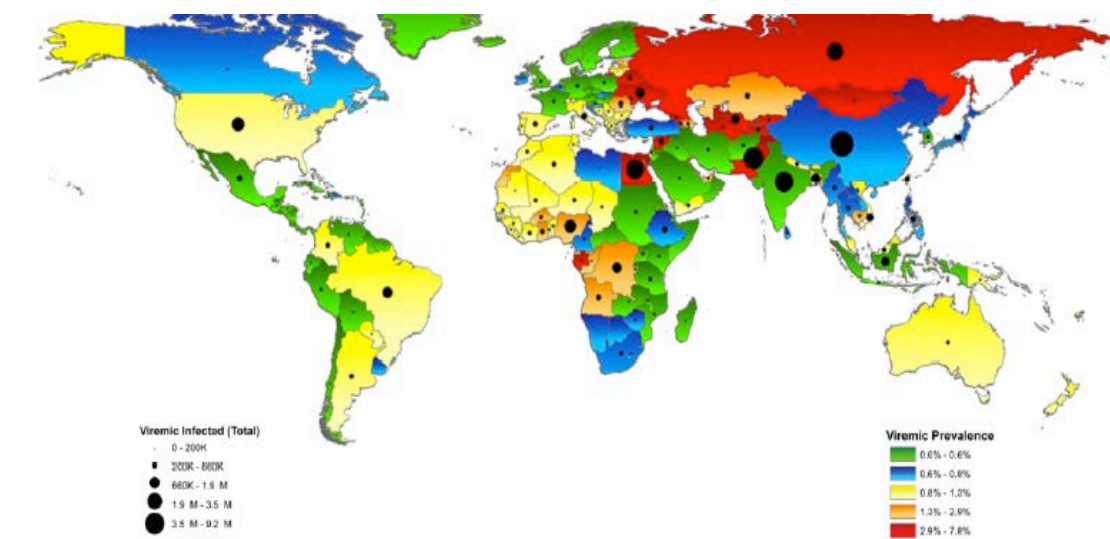 Viremic Infected (Total)
0 - 200K
200K - 660K
660K - 1.9 M
1.9 M - 3.5 M
3.5 M - 9.2 M
Viremic Prevalence
0.0% - 0.6%
0.6% - 0.8%
0.8% - 1.3%
1.3% - 2.9%
2.9% - 7.8%